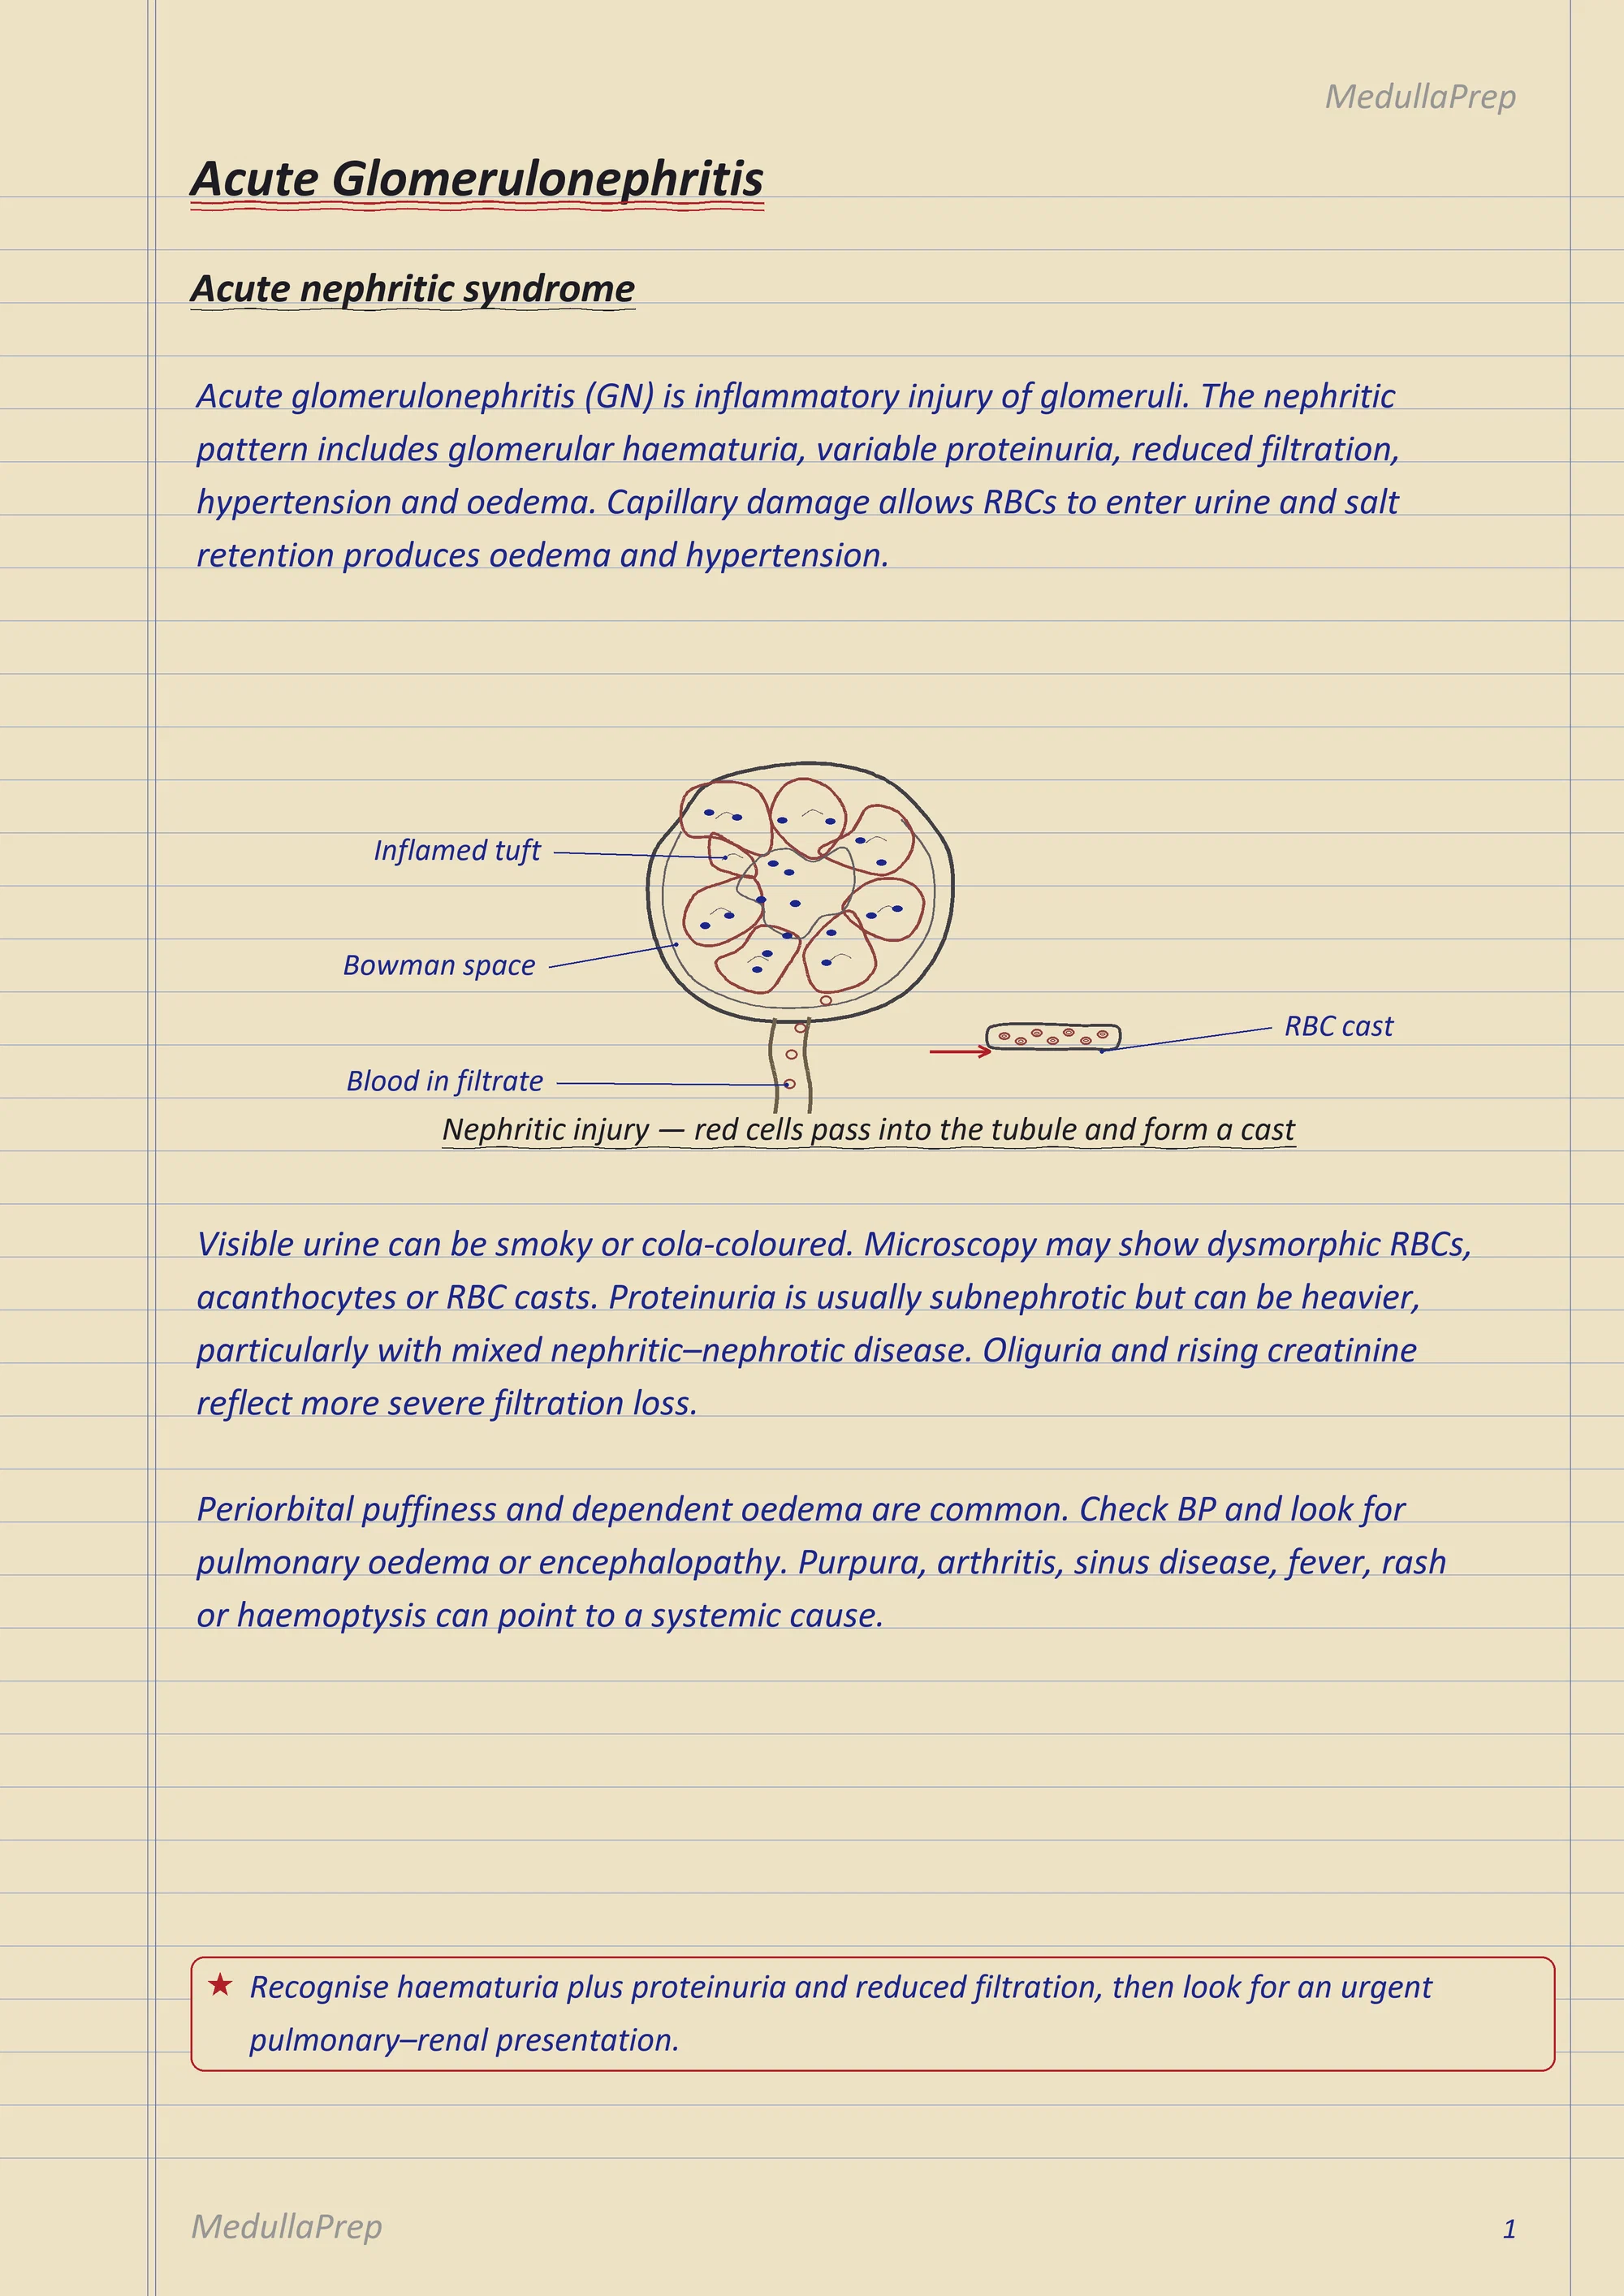 MedullaPrep
Acute Glomerulonephritis
Acute nephritic syndrome
Acute glomerulonephritis (GN) is inflammatory injury of glomeruli. The nephritic
pattern includes glomerular haematuria, variable proteinuria, reduced filtration,
hypertension and oedema. Capillary damage allows RBCs to enter urine and salt
retention produces oedema and hypertension.
Inflamed tuft
Bowman space
RBC cast
Blood in filtrate
Nephritic injury — red cells pass into the tubule and form a cast
Visible urine can be smoky or cola-coloured. Microscopy may show dysmorphic RBCs,
acanthocytes or RBC casts. Proteinuria is usually subnephrotic but can be heavier,
particularly with mixed nephritic–nephrotic disease. Oliguria and rising creatinine
reflect more severe filtration loss.
Periorbital puffiness and dependent oedema are common. Check BP and look for
pulmonary oedema or encephalopathy. Purpura, arthritis, sinus disease, fever, rash
or haemoptysis can point to a systemic cause.
★ Recognise haematuria plus proteinuria and reduced filtration, then look for an urgent
pulmonary–renal presentation.
MedullaPrep
1